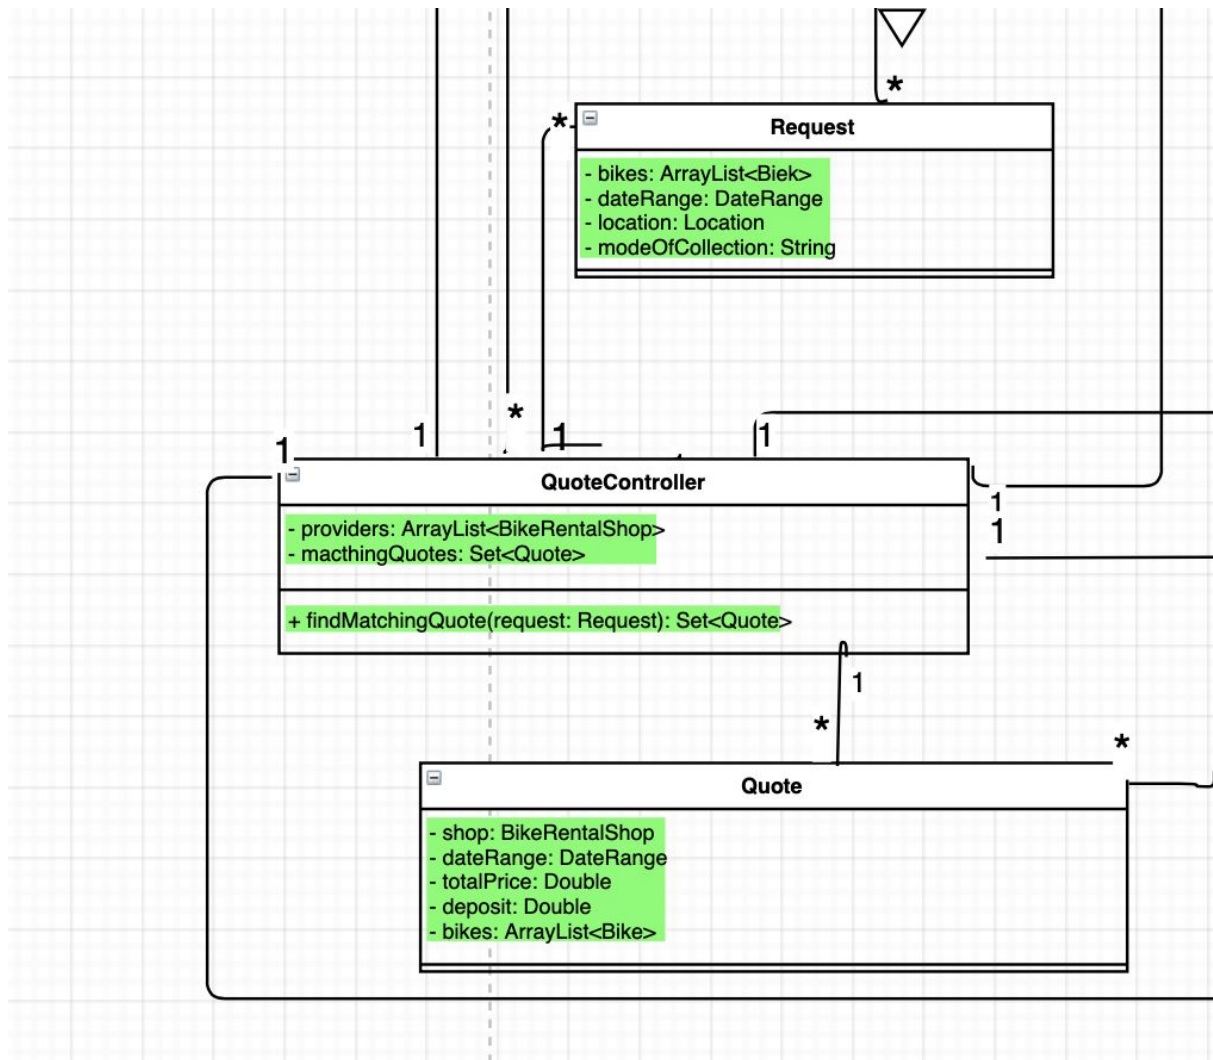 *
*
Request
- bikes: ArrayList<Biek>
- dateRange: DateRange
- location: Location
- modeOfCollection: String
*
1
1
1
1
QuoteController
1
1
- providers: ArrayList<BikeRentalShop>
- macthingQuotes: Set<Quote>
+ findMatchingQuote(request: Request): Set<Quote>
1
*
*
Quote
- shop: BikeRentalShop
- dateRange: DateRange
- totalPrice: Double
- deposit: Double
- bikes: ArrayList<Bike>